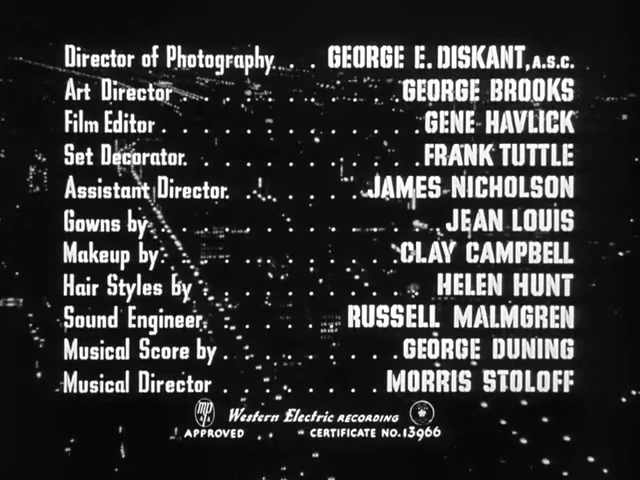 Director of Photography . . . GEORGE E. DISKANT, A.S.C.
Art Director . . . . . . . . . GEORGE BROOKS
Film Editor . . . . . . . . . . . . . GENE HAVLICK
Set Decorator . . . . . . . . . . . FRANK TUTTLE
Assistant Director . . . . . . . JAMES NICHOLSON
Gowns by . . . . . . . . . . . . . . JEAN LOUIS
Makeup by . . . . . . . . . . . . CLAY CAMPBELL
Hair Styles by . . . . . . . . . . . HELEN HUNT
Sound Engineer . . . . . . . RUSSELL MALMGREN
Musical Score by . . . . . . . . . GEORGE DUNING
Musical Director . . . . . . . . . MORRIS STOLOFF
Western Electric RECORDING
APPROVED CERTIFICATE NO. 13966